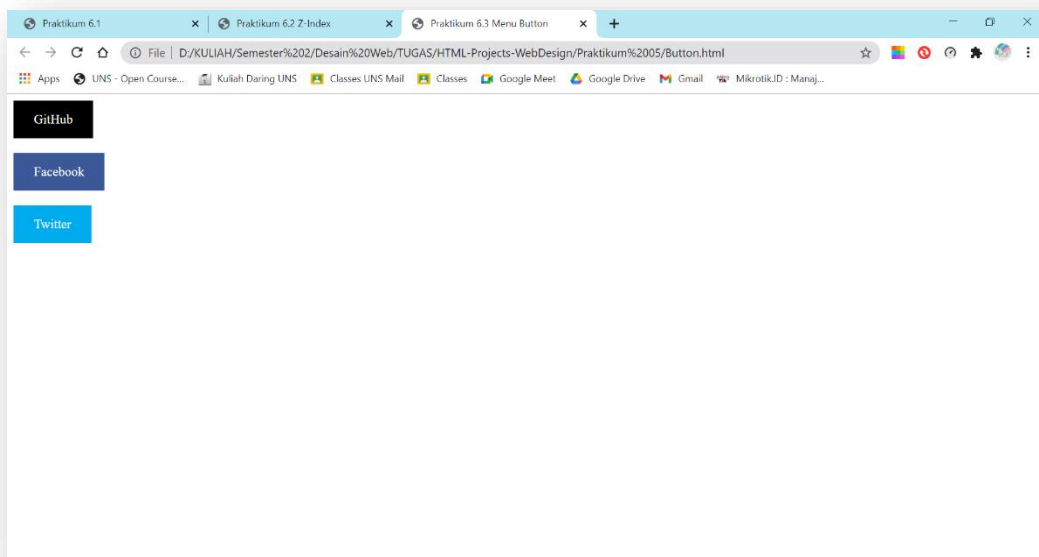 Praktikum 6.1 Praktikum 6.2 Z-Index Praktikum 6.3 Menu Button
File | D:/KULIAH/Semester%202/Desain%20Web/TUGAS/HTML-Projects-WebDesign/Praktikum%2005/Button.html
Apps UNS - Open Course... Kuliah Daring UNS Classes UNS Mail Classes Google Meet Google Drive Gmail Mikrotik.ID : Manaj...
GitHub
Facebook
Twitter